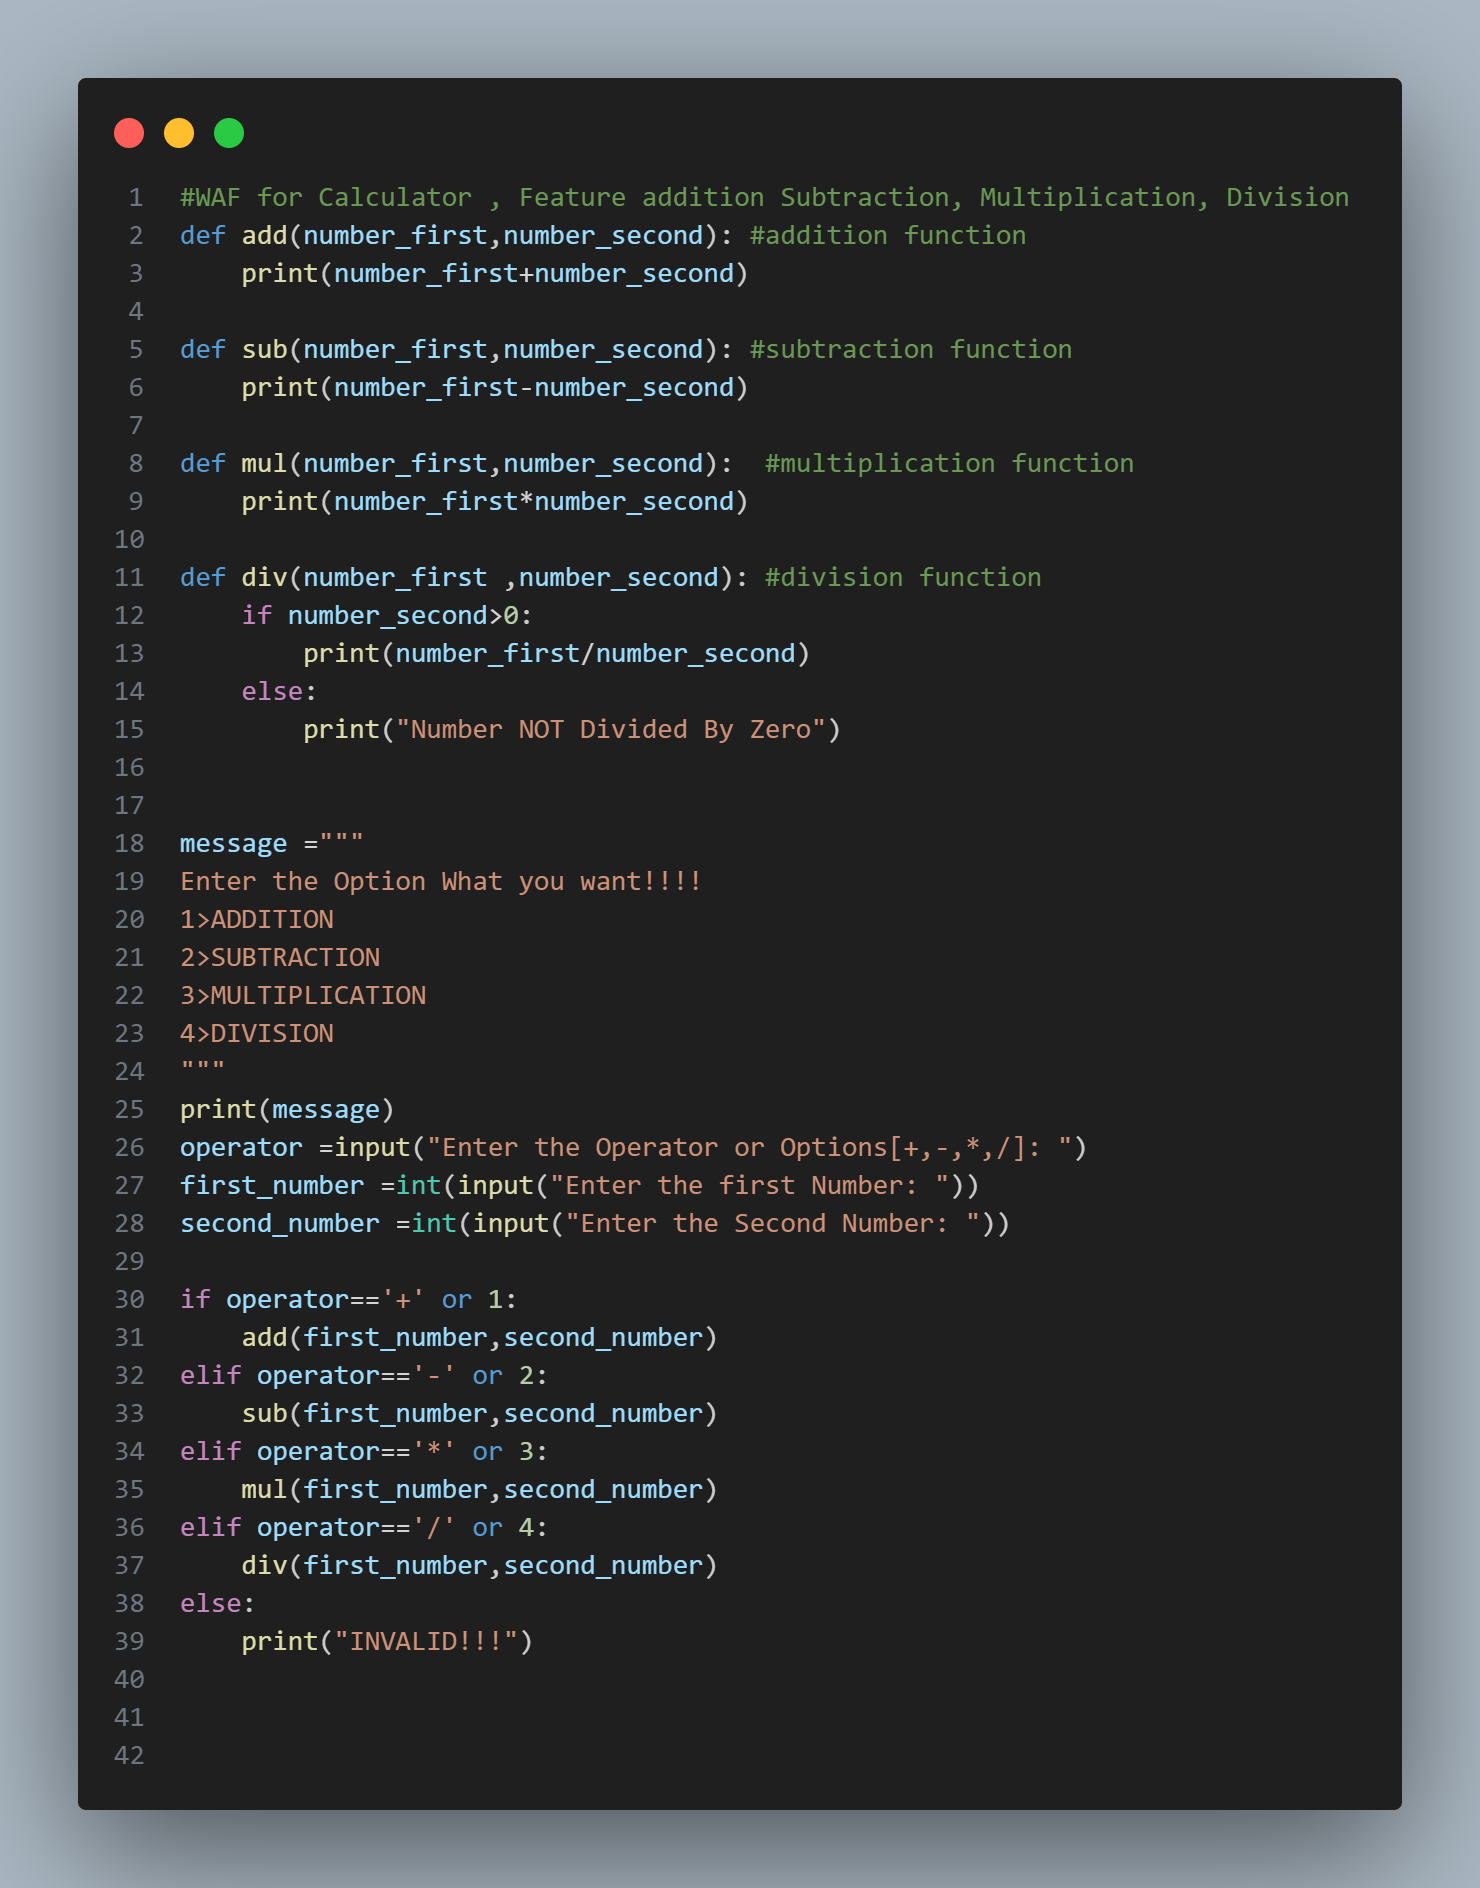 1 #WAF for Calculator , Feature addition Subtraction, Multiplication, Division
2 def add(number_first,number_second): #addition function
3     print(number_first+number_second)
4
5 def sub(number_first,number_second): #subtraction function
6     print(number_first-number_second)
7
8 def mul(number_first,number_second):  #multiplication function
9     print(number_first*number_second)
10
11 def div(number_first ,number_second): #division function
12     if number_second>0:
13         print(number_first/number_second)
14     else:
15         print("Number NOT Divided By Zero")
16
17
18 message ="""
19 Enter the Option What you want!!!!
20 1>ADDITION
21 2>SUBTRACTION
22 3>MULTIPLICATION
23 4>DIVISION
24 """
25 print(message)
26 operator =input("Enter the Operator or Options[+,-,*,/]: ")
27 first_number =int(input("Enter the first Number: "))
28 second_number =int(input("Enter the Second Number: "))
29
30 if operator=='+' or 1:
31     add(first_number,second_number)
32 elif operator=='-' or 2:
33     sub(first_number,second_number)
34 elif operator=='*' or 3:
35     mul(first_number,second_number)
36 elif operator=='/' or 4:
37     div(first_number,second_number)
38 else:
39     print("INVALID!!!")
40
41
42